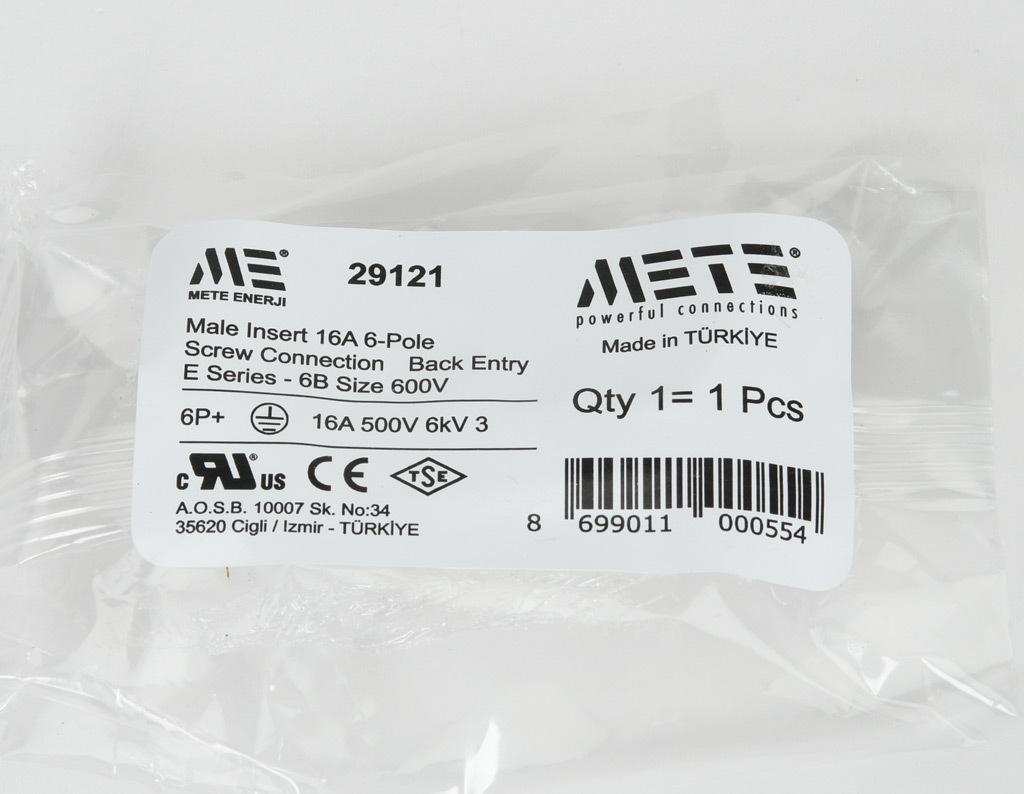 ME®
METE ENERJI
29121
Male Insert 16A 6-Pole
Screw Connection Back Entry
E Series - 6B Size 600V
6P+ 16A 500V 6kV 3
c RU® US CE TSE
A.O.S.B. 10007 Sk. No:34
35620 Cigli / Izmir - TÜRKİYE
METE®
powerful connections
Made in TÜRKİYE
Qty 1= 1 Pcs
8 699011 000554